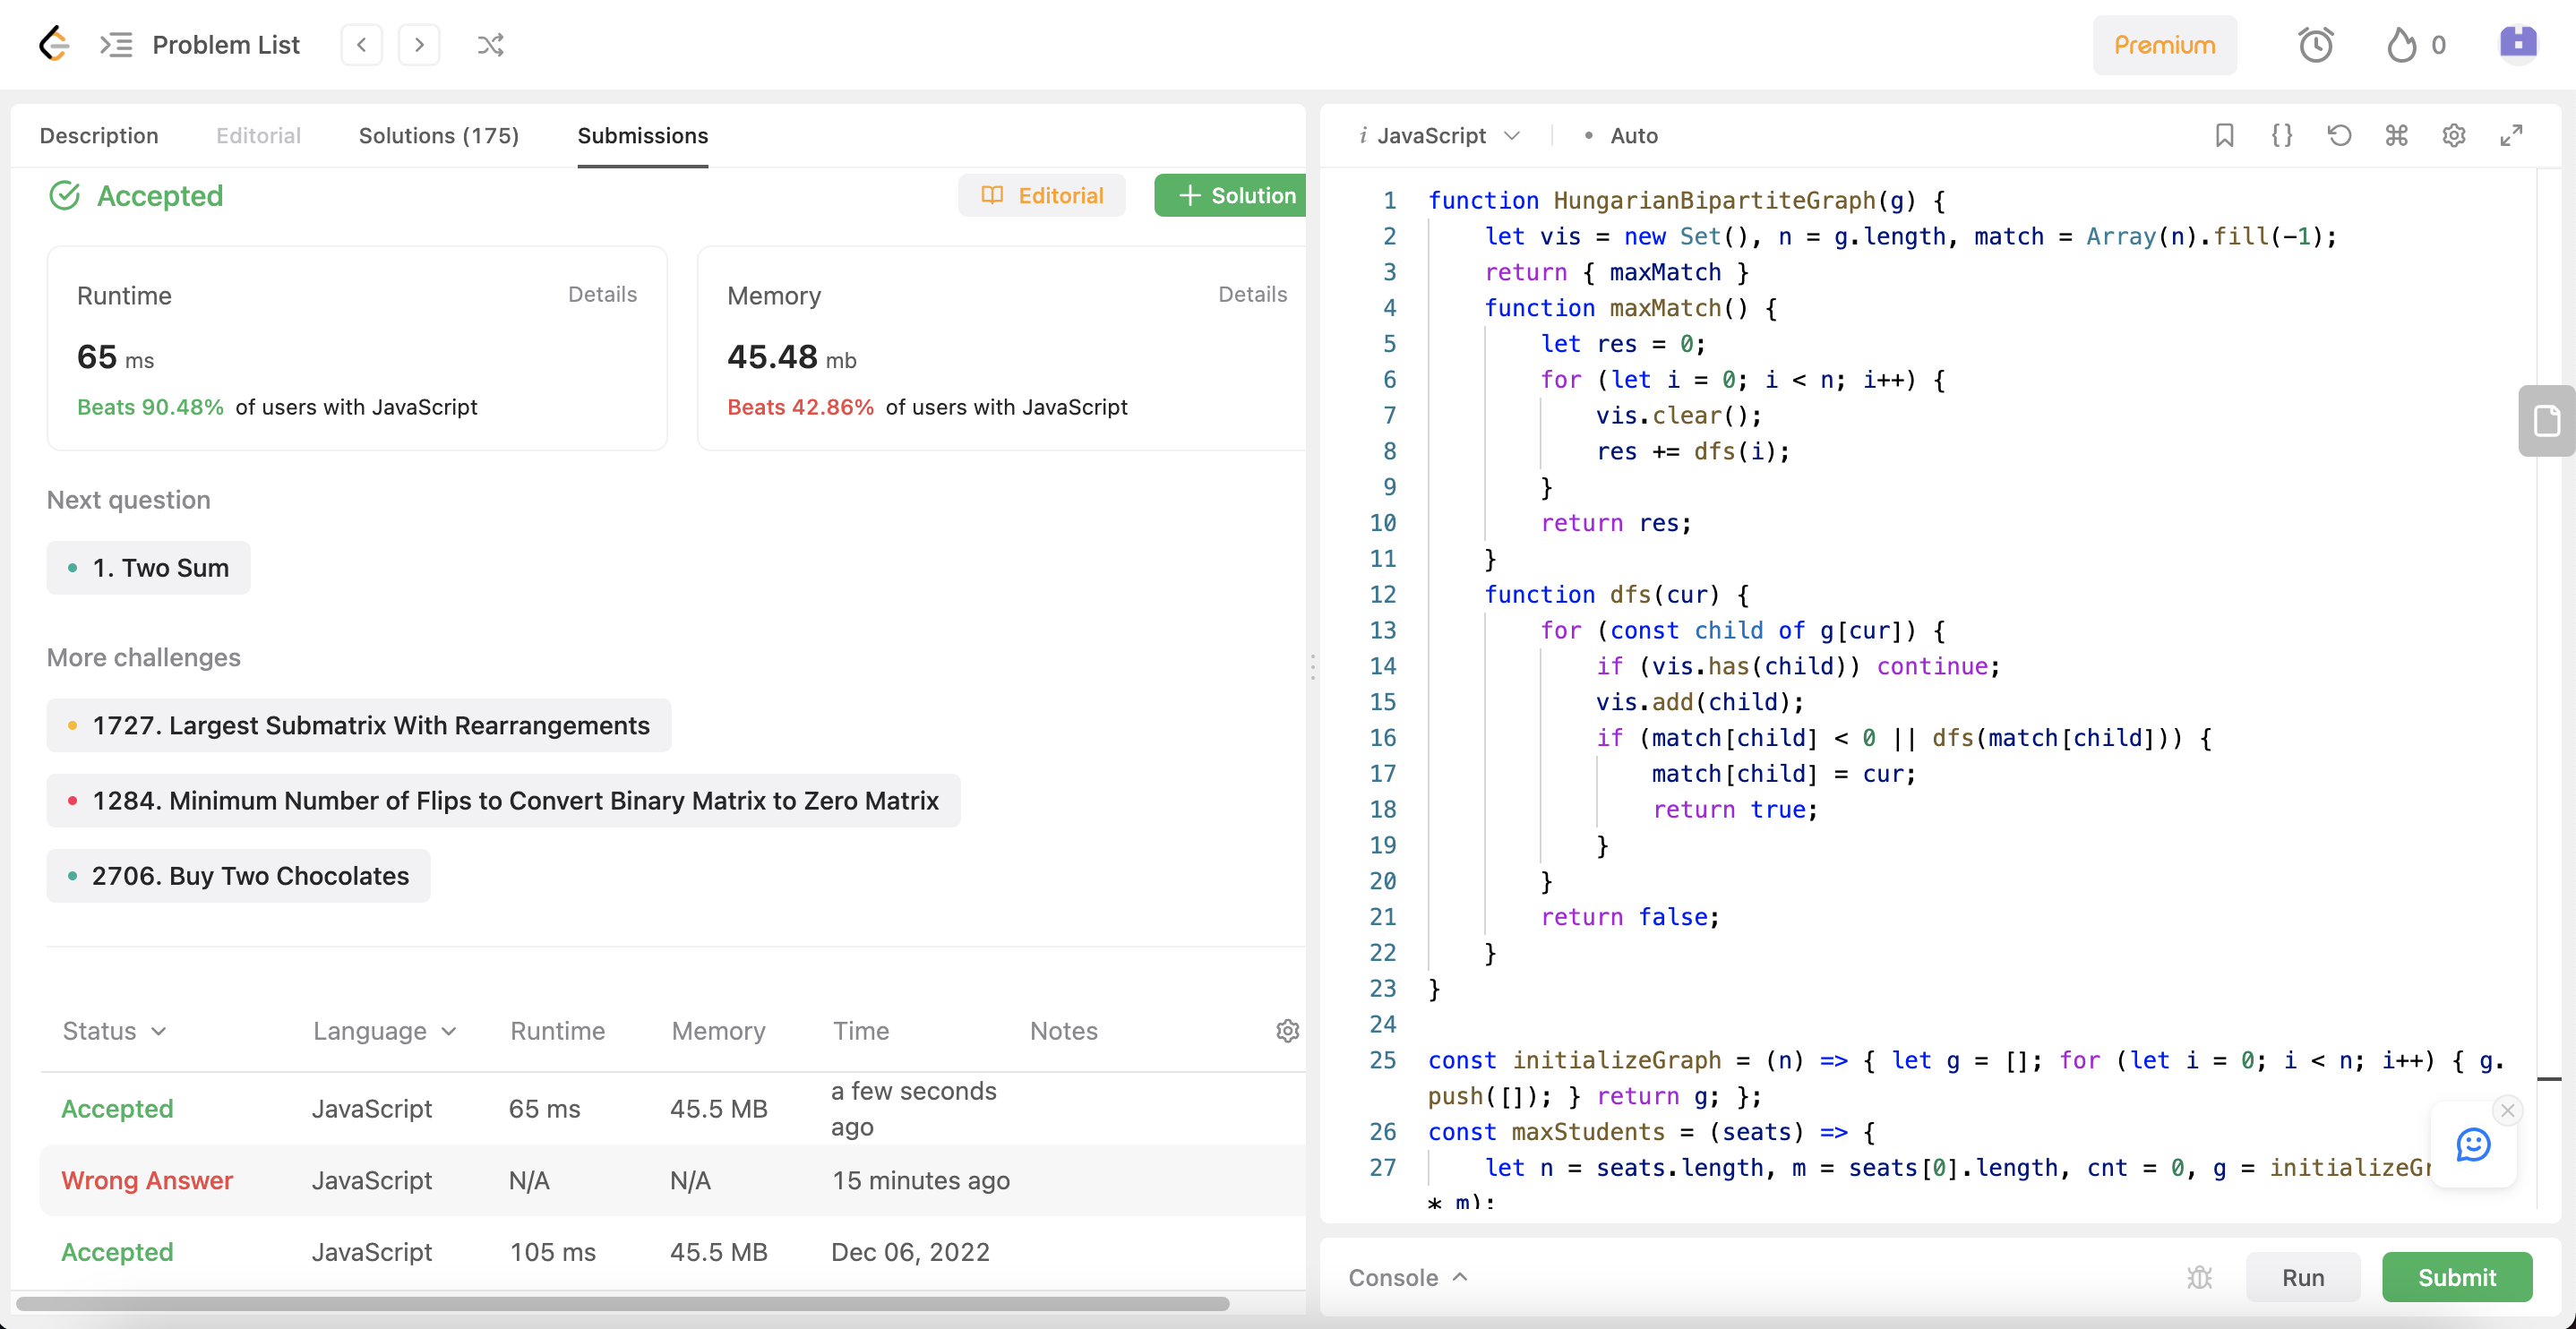 Problem List
Premium
0
Description Editorial Solutions (175) Submissions
Accepted
Editorial
Solution
Runtime Details
65 ms
Beats 90.48% of users with JavaScript
Memory Details
45.48 mb
Beats 42.86% of users with JavaScript
Next question
1. Two Sum
More challenges
1727. Largest Submatrix With Rearrangements
1284. Minimum Number of Flips to Convert Binary Matrix to Zero Matrix
2706. Buy Two Chocolates
Status Language Runtime Memory Time Notes
Accepted JavaScript 65 ms 45.5 MB a few seconds ago
Wrong Answer JavaScript N/A N/A 15 minutes ago
Accepted JavaScript 105 ms 45.5 MB Dec 06, 2022
i JavaScript • Auto
1 function HungarianBipartiteGraph(g) {
2 let vis = new Set(), n = g.length, match = Array(n).fill(-1);
3 return { maxMatch }
4 function maxMatch() {
5 let res = 0;
6 for (let i = 0; i < n; i++) {
7 vis.clear();
8 res += dfs(i);
9 }
10 return res;
11 }
12 function dfs(cur) {
13 for (const child of g[cur]) {
14 if (vis.has(child)) continue;
15 vis.add(child);
16 if (match[child] < 0 || dfs(match[child])) {
17 match[child] = cur;
18 return true;
19 }
20 }
21 return false;
22 }
23 }
24
25 const initializeGraph = (n) => { let g = []; for (let i = 0; i < n; i++) { g.
push([]); } return g; };
26 const maxStudents = (seats) => {
27 let n = seats.length, m = seats[0].length, cnt = 0, g = initializeGr
* m);
Console
Run
Submit